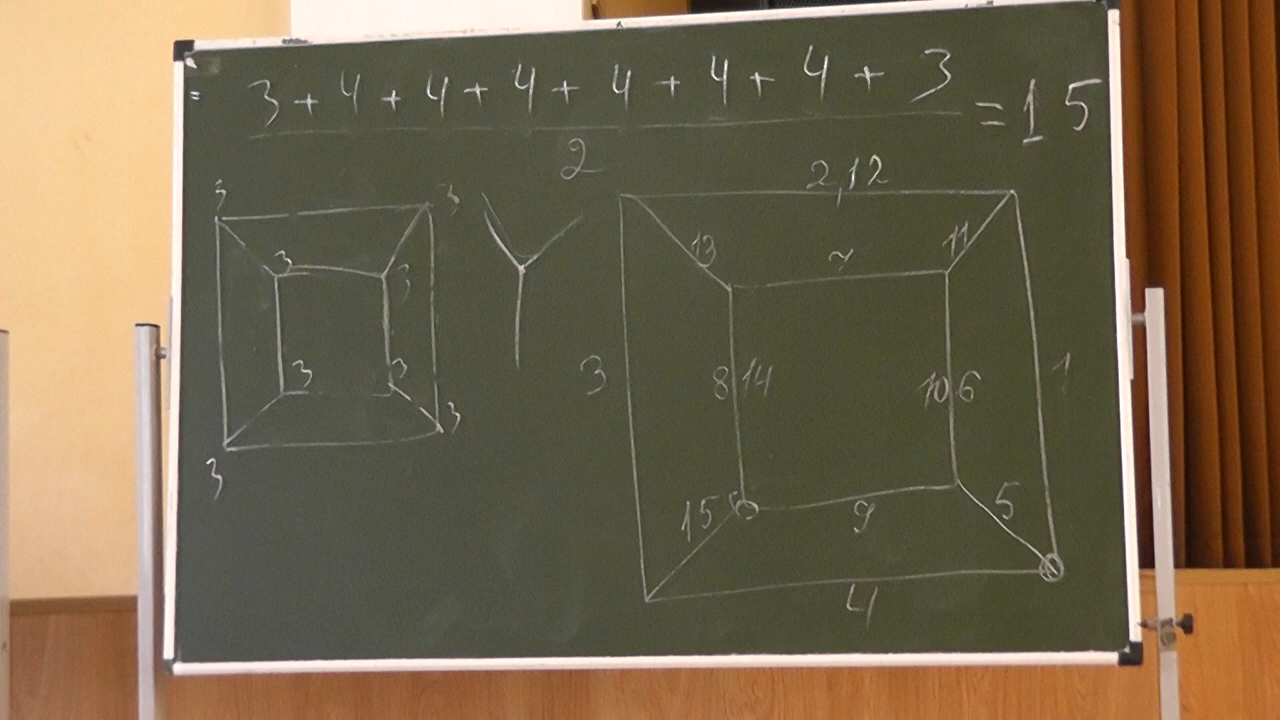 = 3 + 4 + 4 + 4 + 4 + 4 + 4 + 3 = 15
2
3 3
3 3
3 3
3 3
2,12
13 7 11
3 8 14 10 6 1
15 9 5
4